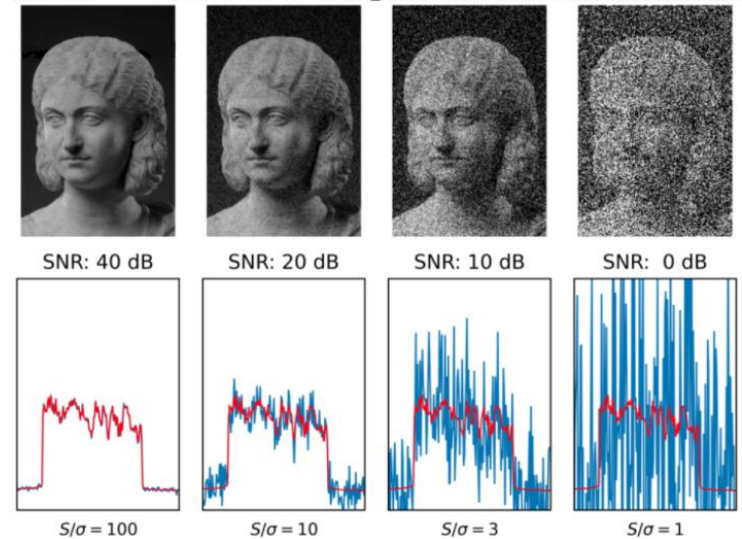 SNR: 40 dB SNR: 20 dB SNR: 10 dB SNR: 0 dB
S/σ = 100 S/σ = 10 S/σ = 3 S/σ = 1